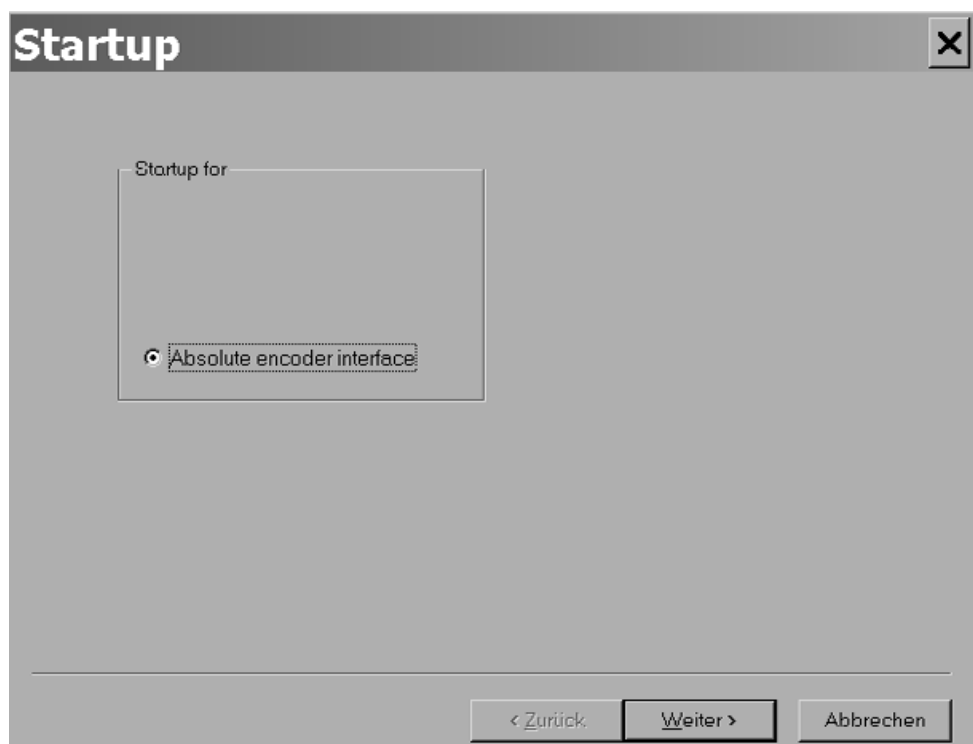 Startup
Startup for
Absolute encoder interface
< Zurück
Weiter >
Abbrechen